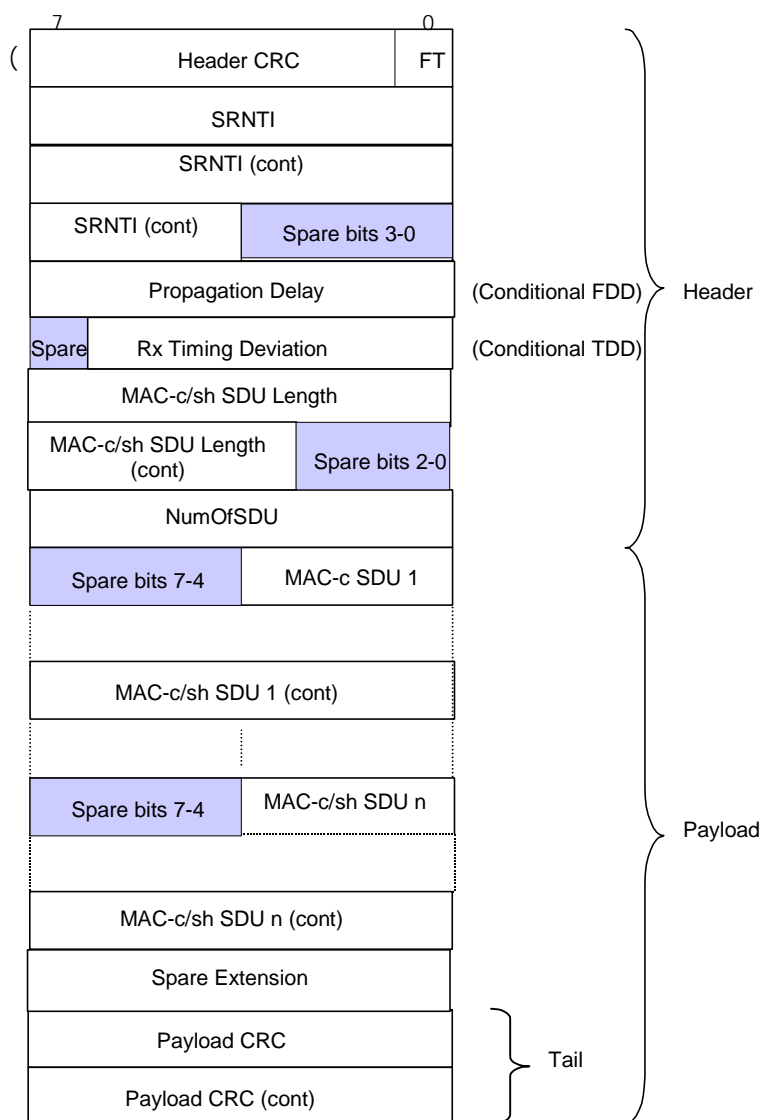 7 0
(
Header CRC FT
SRNTI
SRNTI (cont)
SRNTI (cont) Spare bits 3-0
Propagation Delay (Conditional FDD) Header
Spare Rx Timing Deviation (Conditional TDD)
MAC-c/sh SDU Length
MAC-c/sh SDU Length
(cont) Spare bits 2-0
NumOfSDU
Spare bits 7-4 MAC-c SDU 1
MAC-c/sh SDU 1 (cont)
Spare bits 7-4 MAC-c/sh SDU n
Payload
MAC-c/sh SDU n (cont)
Spare Extension
Payload CRC
Tail
Payload CRC (cont)